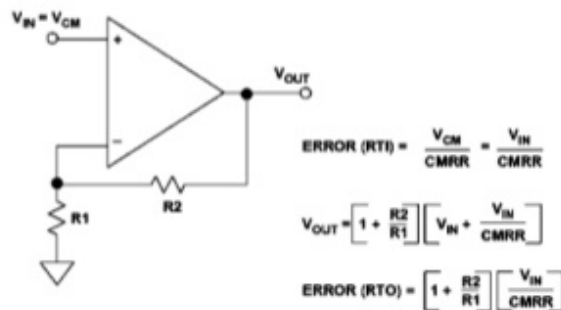 V_IN = V_CM
+
V_OUT
−
R2
R1
ERROR (RTI) = V_CM / CMRR = V_IN / CMRR
V_OUT = [ 1 + R2 / R1 ] [ V_IN + V_IN / CMRR ]
ERROR (RTO) = [ 1 + R2 / R1 ] [ V_IN / CMRR ]